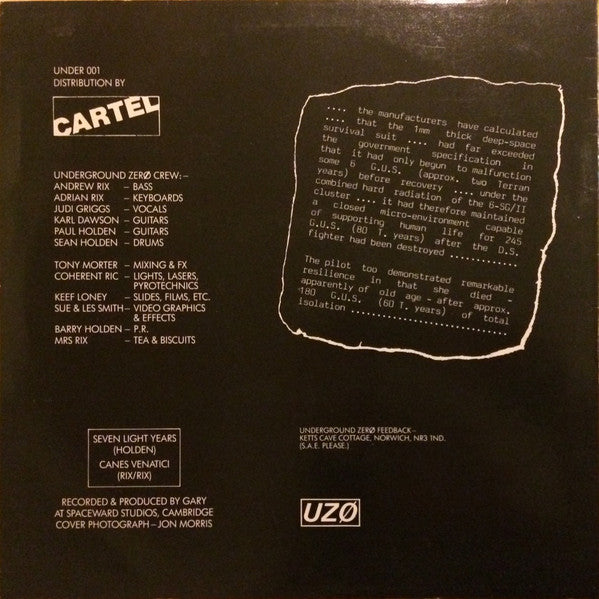 UNDER 001
DISTRIBUTION BY
CARTEL
UNDERGROUND ZERØ CREW:–
ANDREW RIX – BASS
ADRIAN RIX – KEYBOARDS
JUDI GRIGGS – VOCALS
KARL DAWSON – GUITARS
PAUL HOLDEN – GUITARS
SEAN HOLDEN – DRUMS
TONY MORTER – MIXING & FX
COHERENT RIC – LIGHTS, LASERS,
PYROTECHNICS
KEEF LONEY – SLIDES, FILMS, ETC.
SUE & LES SMITH – VIDEO GRAPHICS
& EFFECTS
BARRY HOLDEN – P.R.
MRS RIX – TEA & BISCUITS
SEVEN LIGHT YEARS
(HOLDEN)
CANES VENATICI
(RIX/RIX)
RECORDED & PRODUCED BY GARY
AT SPACEWARD STUDIOS, CAMBRIDGE
COVER PHOTOGRAPH – JON MORRIS
.... the manufacturers have calculated
.... that the 1mm thick deep-space
survival suit .... had far exceeded
the government specification in
that it had only begun to malfunction
some 6 G.U.S. (approx. two Terran
years) before recovery .... under the
combined hard radiation of the 6-SG/II
cluster .... it had therefore maintained
a closed micro-environment capable
of supporting human life for 245
G.U.S. (80 T. years) after the D.S.
fighter had been destroyed .............
The pilot too demonstrated remarkable
resilience in that she died -
apparently of old age - after approx.
180 G.U.S. (60 T. years) of total
isolation ..............................
UNDERGROUND ZERØ FEEDBACK –
KETTS CAVE COTTAGE, NORWICH, NR3 1ND.
(S.A.E. PLEASE.)
UZØ